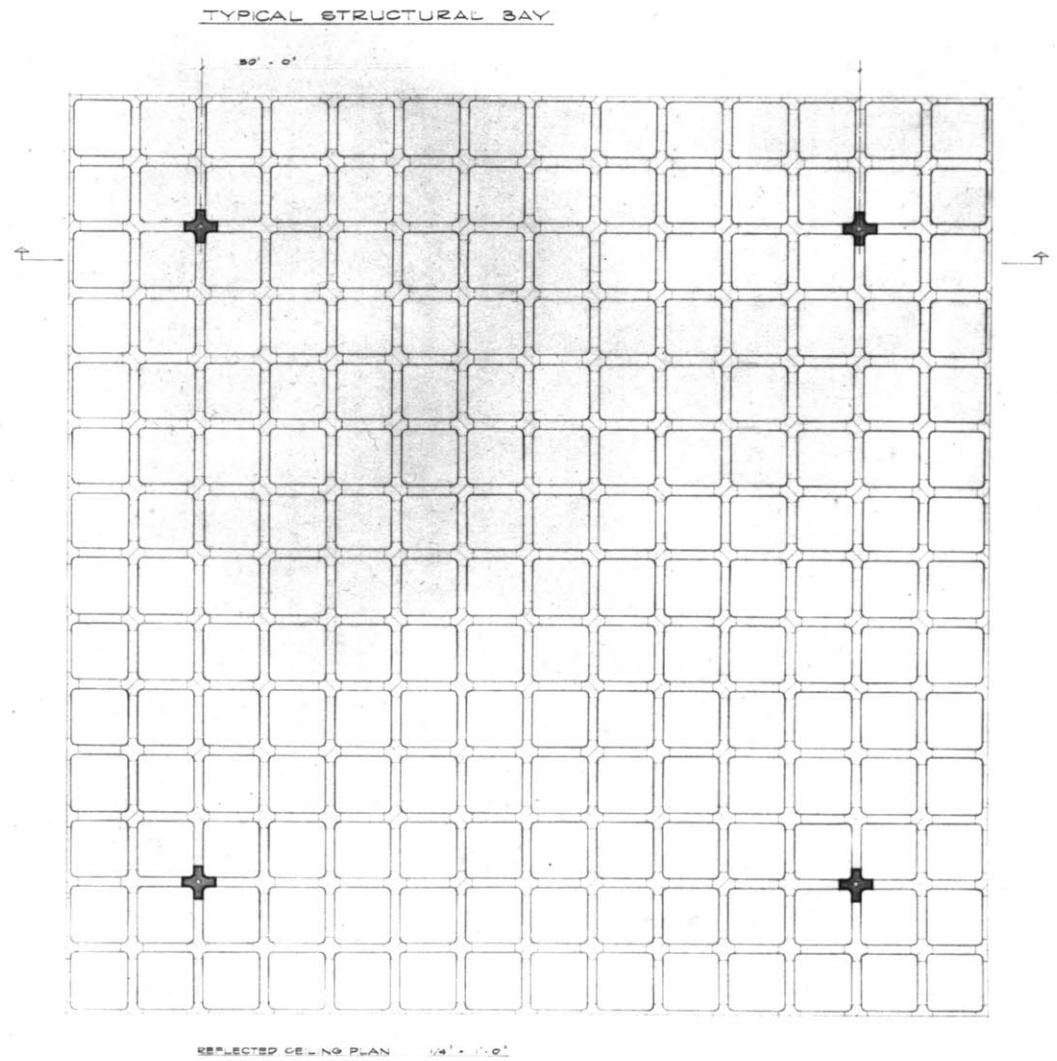 TYPICAL STRUCTURAL BAY
30' - 0"
REFLECTED CEILING PLAN 1/4" = 1'-0"